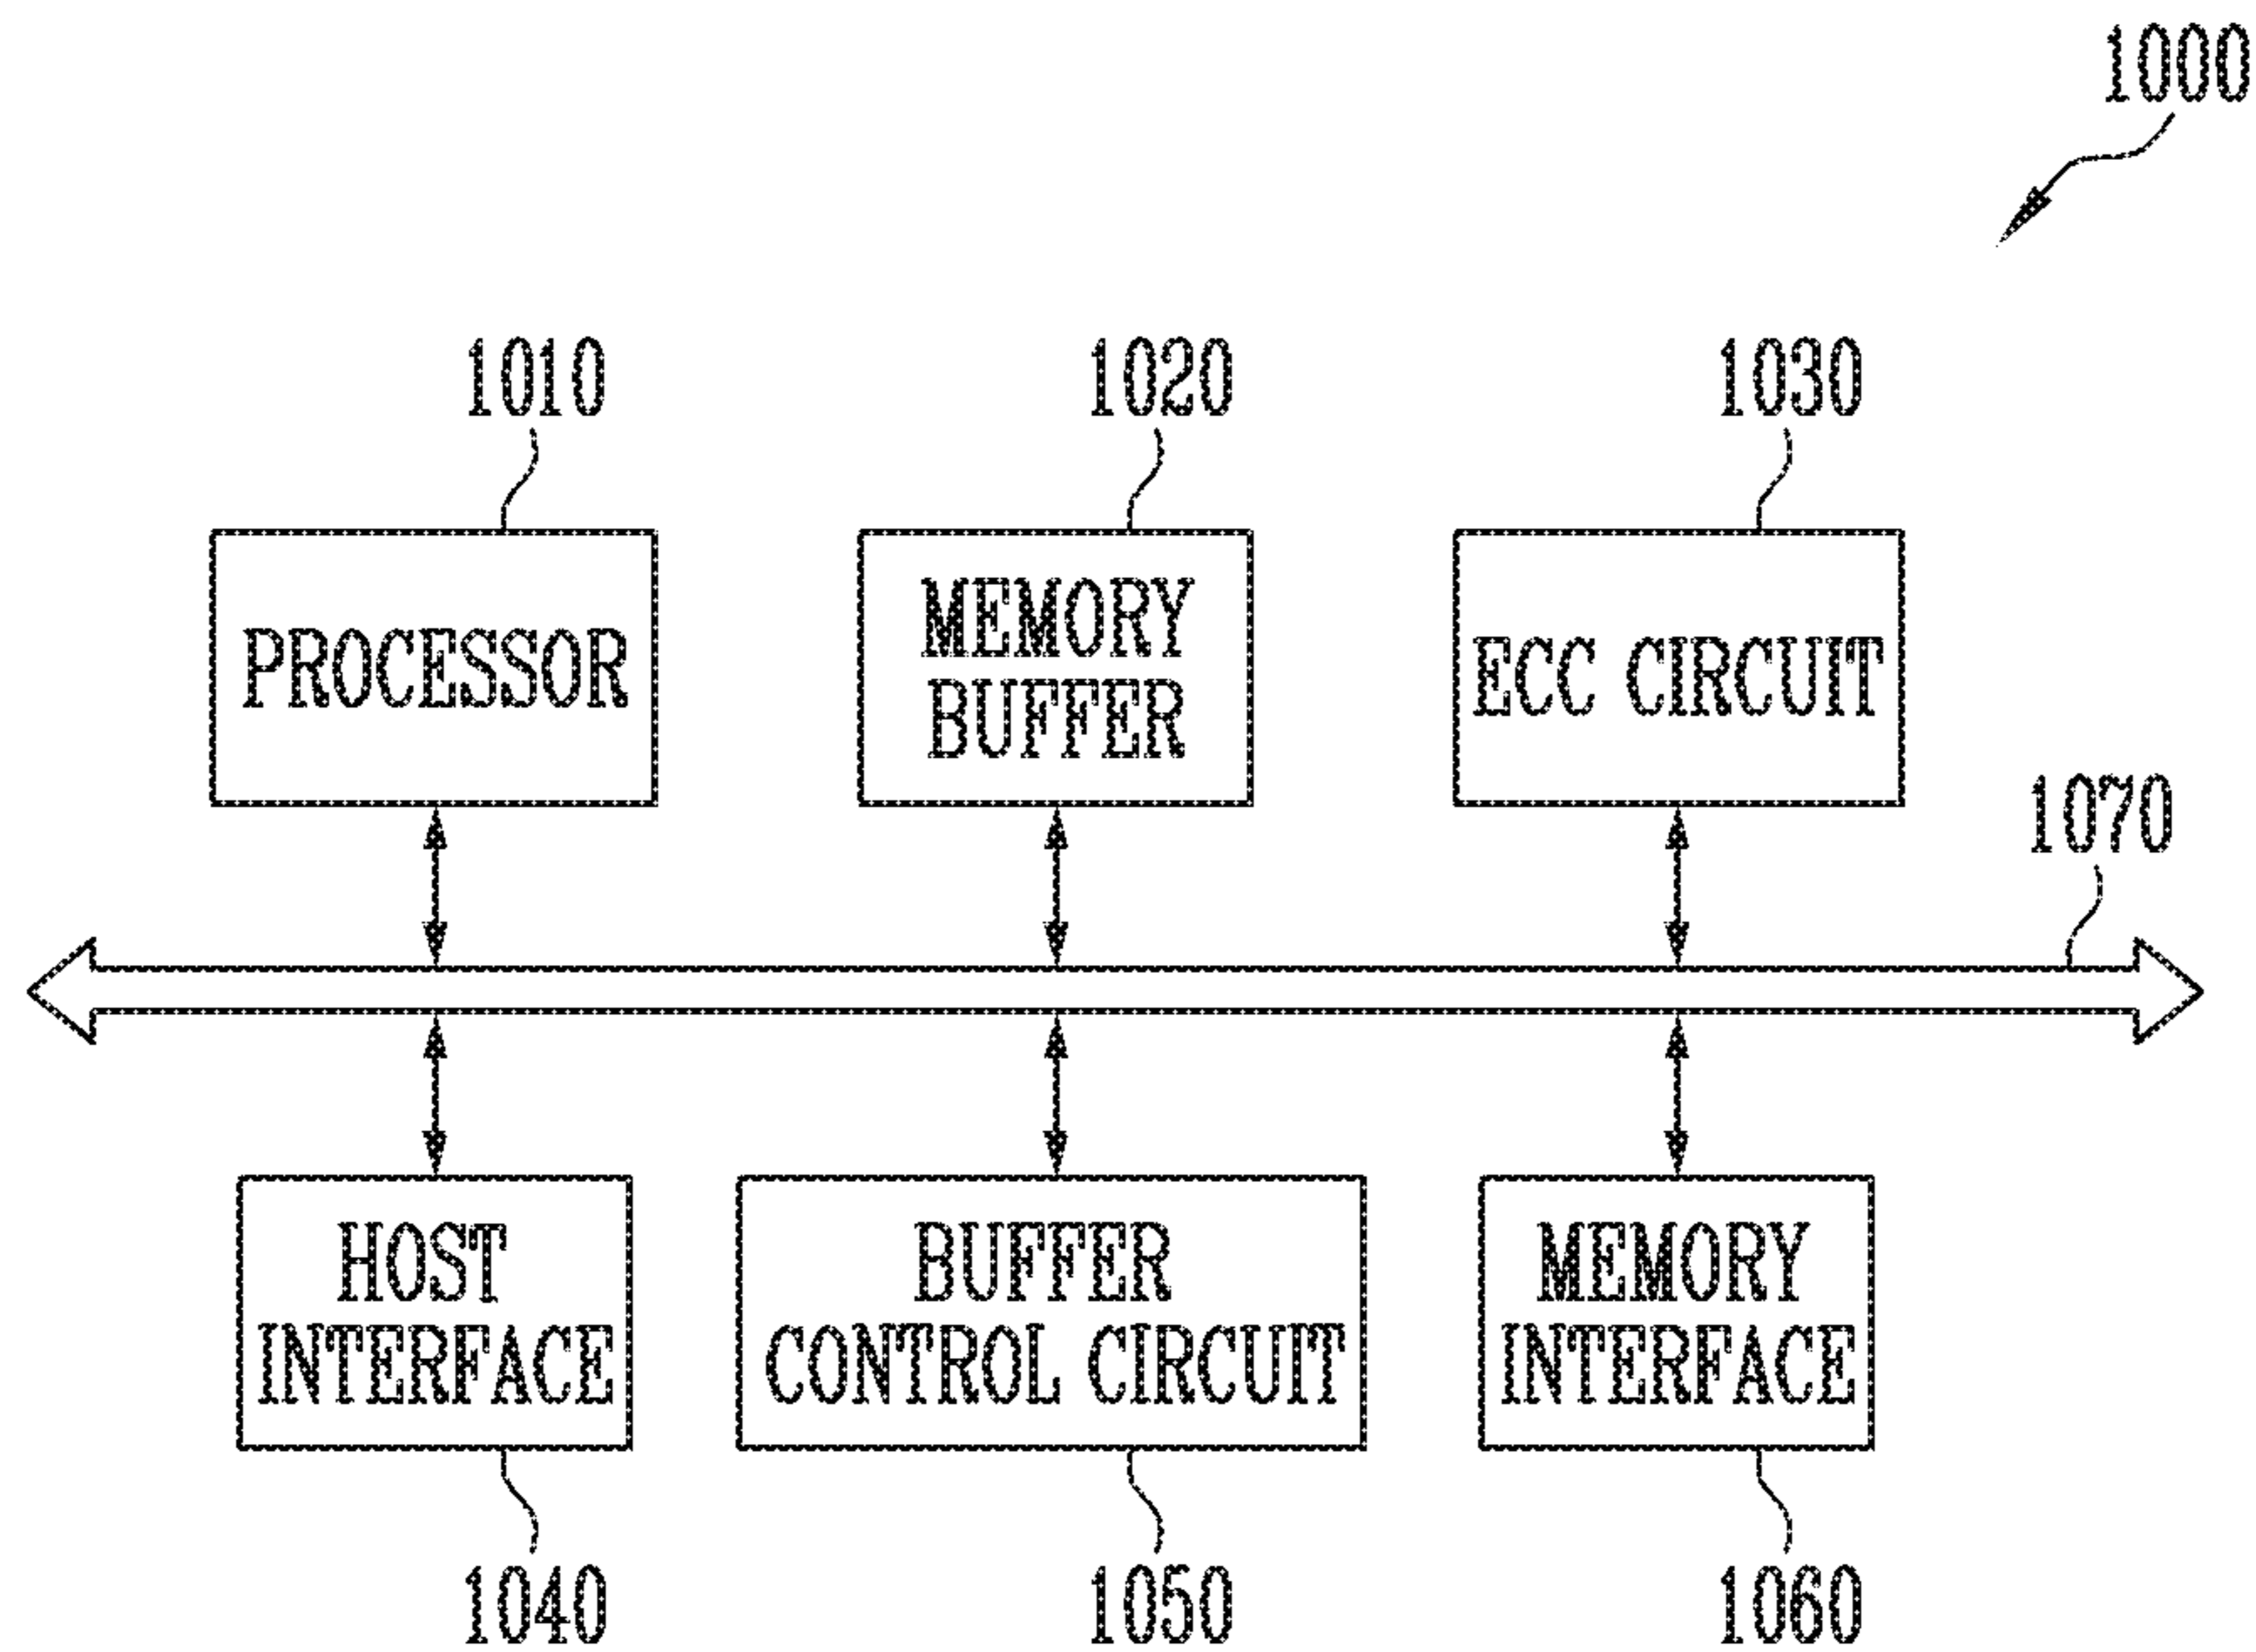 1000
1010
1020
1030
PROCESSOR
MEMORY
BUFFER
ECC CIRCUIT
1070
HOST
INTERFACE
BUFFER
CONTROL CIRCUIT
MEMORY
INTERFACE
1040
1050
1060